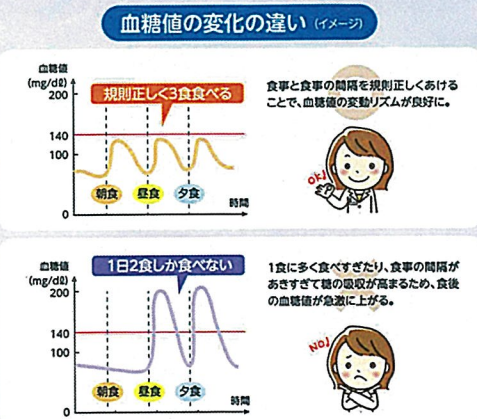 血糖値の変化の違い（イメージ）
血糖値
(mg/dℓ)
規則正しく3食食べる
200
140
100
0
朝食
昼食
夕食
時間
食事と食事の間隔を規則正しくあける
ことで、血糖値の変動リズムが良好に。
OK!
血糖値
(mg/dℓ)
1日2食しか食べない
200
140
100
0
朝食
昼食
夕食
時間
1食に多く食べすぎたり、食事の間隔が
あきすぎて糖の吸収が高まるため、食後
の血糖値が急激に上がる。
NO!